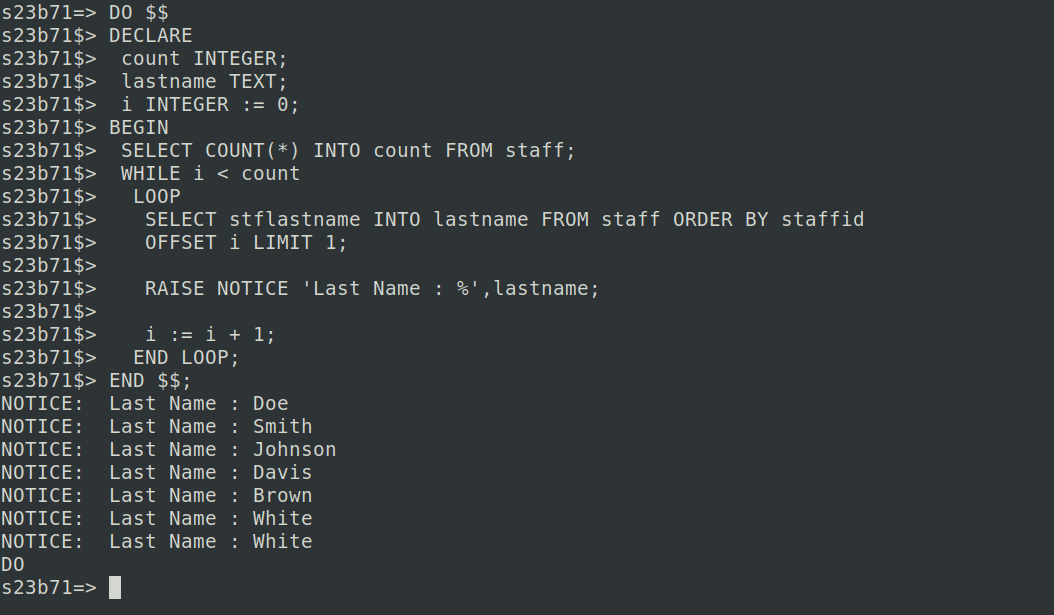 s23b71=> DO $$
s23b71$> DECLARE
s23b71$>  count INTEGER;
s23b71$>  lastname TEXT;
s23b71$>  i INTEGER := 0;
s23b71$> BEGIN
s23b71$>  SELECT COUNT(*) INTO count FROM staff;
s23b71$>  WHILE i < count
s23b71$>   LOOP
s23b71$>    SELECT stflastname INTO lastname FROM staff ORDER BY staffid
s23b71$>    OFFSET i LIMIT 1;
s23b71$>
s23b71$>    RAISE NOTICE 'Last Name : %',lastname;
s23b71$>
s23b71$>    i := i + 1;
s23b71$>   END LOOP;
s23b71$> END $$;
NOTICE:  Last Name : Doe
NOTICE:  Last Name : Smith
NOTICE:  Last Name : Johnson
NOTICE:  Last Name : Davis
NOTICE:  Last Name : Brown
NOTICE:  Last Name : White
NOTICE:  Last Name : White
DO
s23b71=>